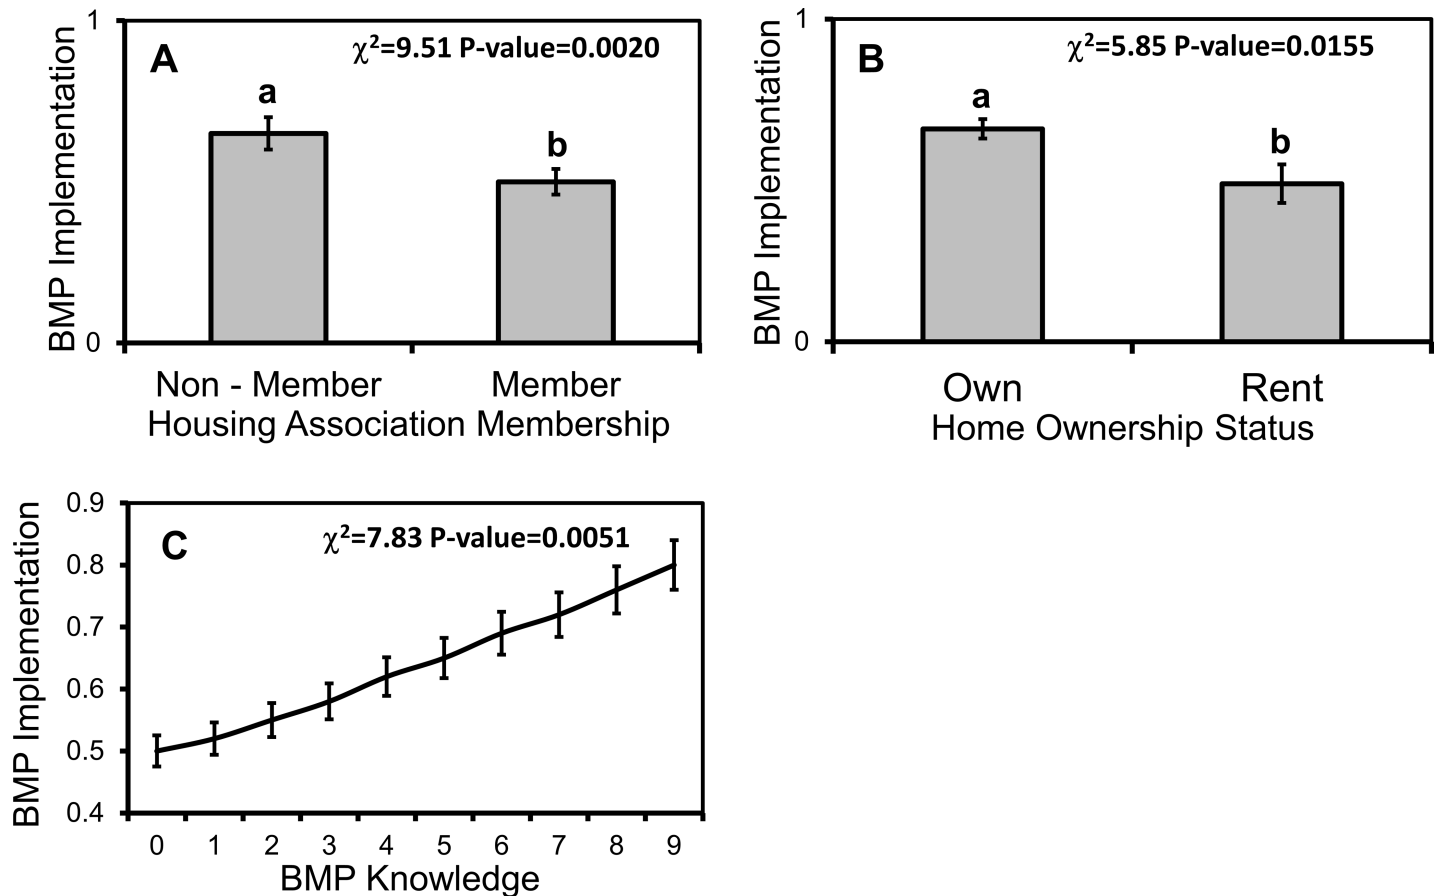 A
χ²=9.51 P-value=0.0020
BMP Implementation
1
0
a
b
Non - Member
Member
Housing Association Membership
B
χ²=5.85 P-value=0.0155
BMP Implementation
1
0
a
b
Own
Rent
Home Ownership Status
C
χ²=7.83 P-value=0.0051
BMP Implementation
0.9
0.8
0.7
0.6
0.5
0.4
0 1 2 3 4 5 6 7 8 9
BMP Knowledge